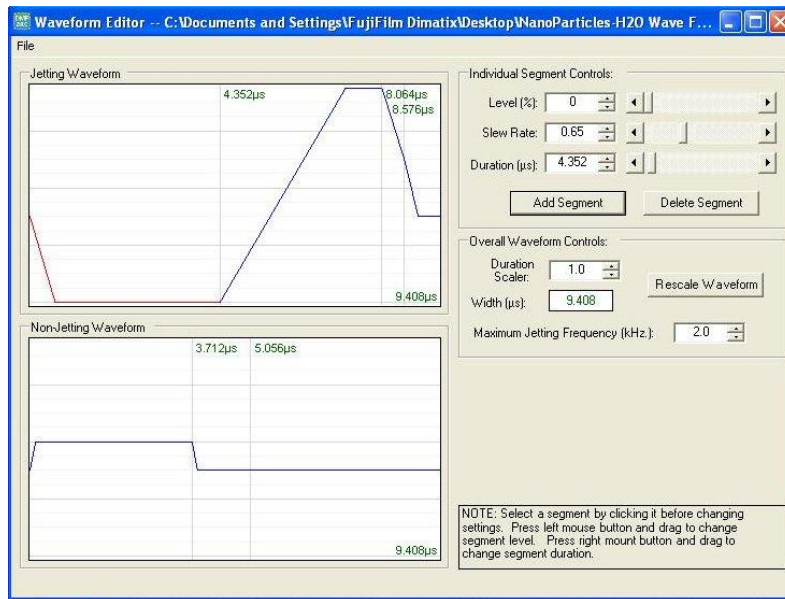 Waveform Editor -- C:\Documents and Settings\FujiFilm Dimatix\Desktop\NanoParticles-H2O Wave F...
File
Jetting Waveform
4.352µs
8.064µs
8.576µs
9.408µs
Non-Jetting Waveform
3.712µs
5.056µs
9.408µs
Individual Segment Controls:
Level (%): 0
Slew Rate: 0.65
Duration (µs): 4.352
Add Segment
Delete Segment
Overall Waveform Controls:
Duration
Scaler: 1.0
Rescale Waveform
Width (µs): 9.408
Maximum Jetting Frequency (kHz.): 2.0
NOTE: Select a segment by clicking it before changing
settings. Press left mouse button and drag to change
segment level. Press right mount button and drag to
change segment duration.